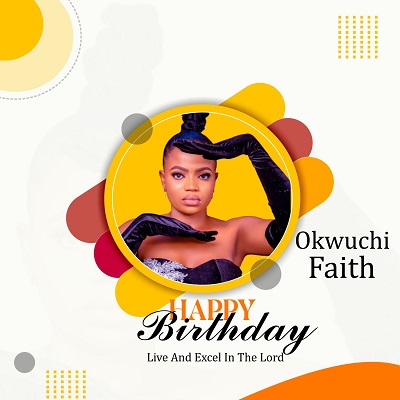 Okwuchi
Faith
HAPPY
Birthday
Live And Excel In The Lord